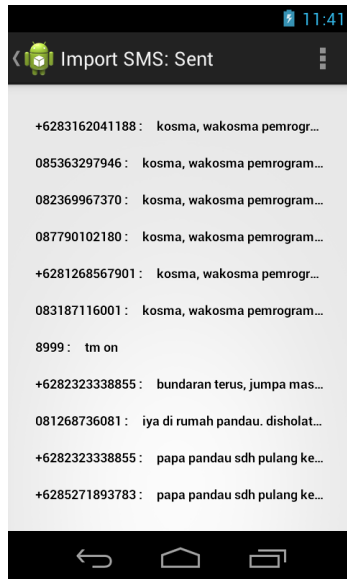 11:41
Import SMS: Sent
+6283162041188 : kosma, wakosma pemrogr...
085363297946 : kosma, wakosma pemrogram...
082369967370 : kosma, wakosma pemrogram...
087790102180 : kosma, wakosma pemrogram...
+6281268567901 : kosma, wakosma pemrogr...
083187116001 : kosma, wakosma pemrogram...
8999 : tm on
+6282323338855 : bundaran terus, jumpa mas...
081268736081 : iya di rumah pandau. disholat...
+6282323338855 : papa pandau sdh pulang ke...
+6285271893783 : papa pandau sdh pulang ke...